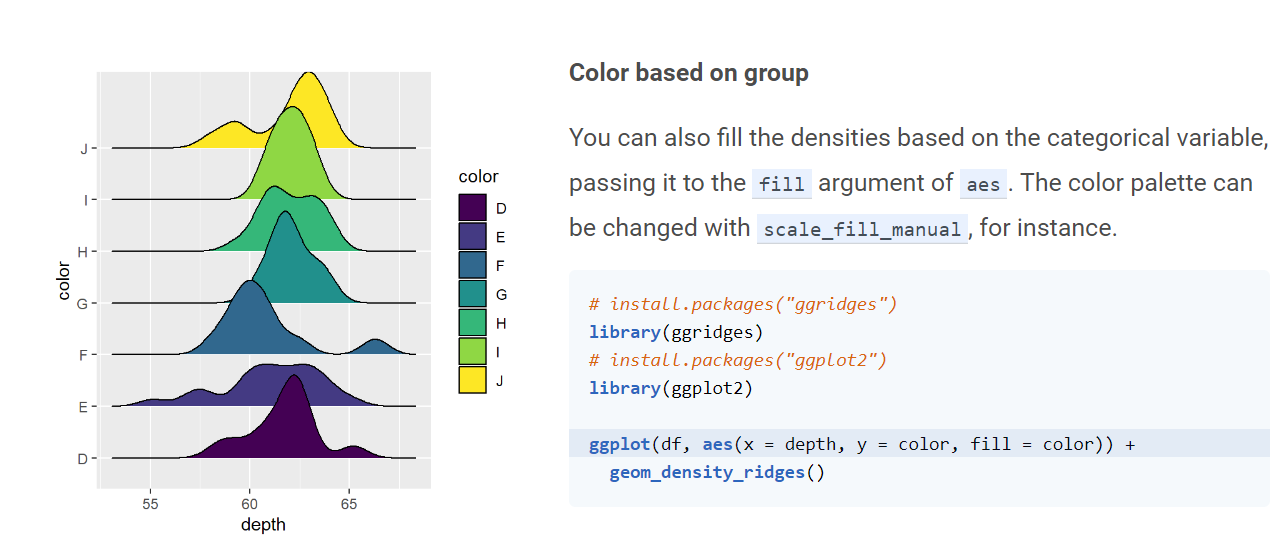 J
I
H
G
F
E
D
color
55 60 65
depth
color
D
E
F
G
H
I
J
Color based on group
You can also fill the densities based on the categorical variable,
passing it to the fill argument of aes. The color palette can
be changed with scale_fill_manual, for instance.
# install.packages("ggridges")
library(ggridges)
# install.packages("ggplot2")
library(ggplot2)
ggplot(df, aes(x = depth, y = color, fill = color)) +
  geom_density_ridges()